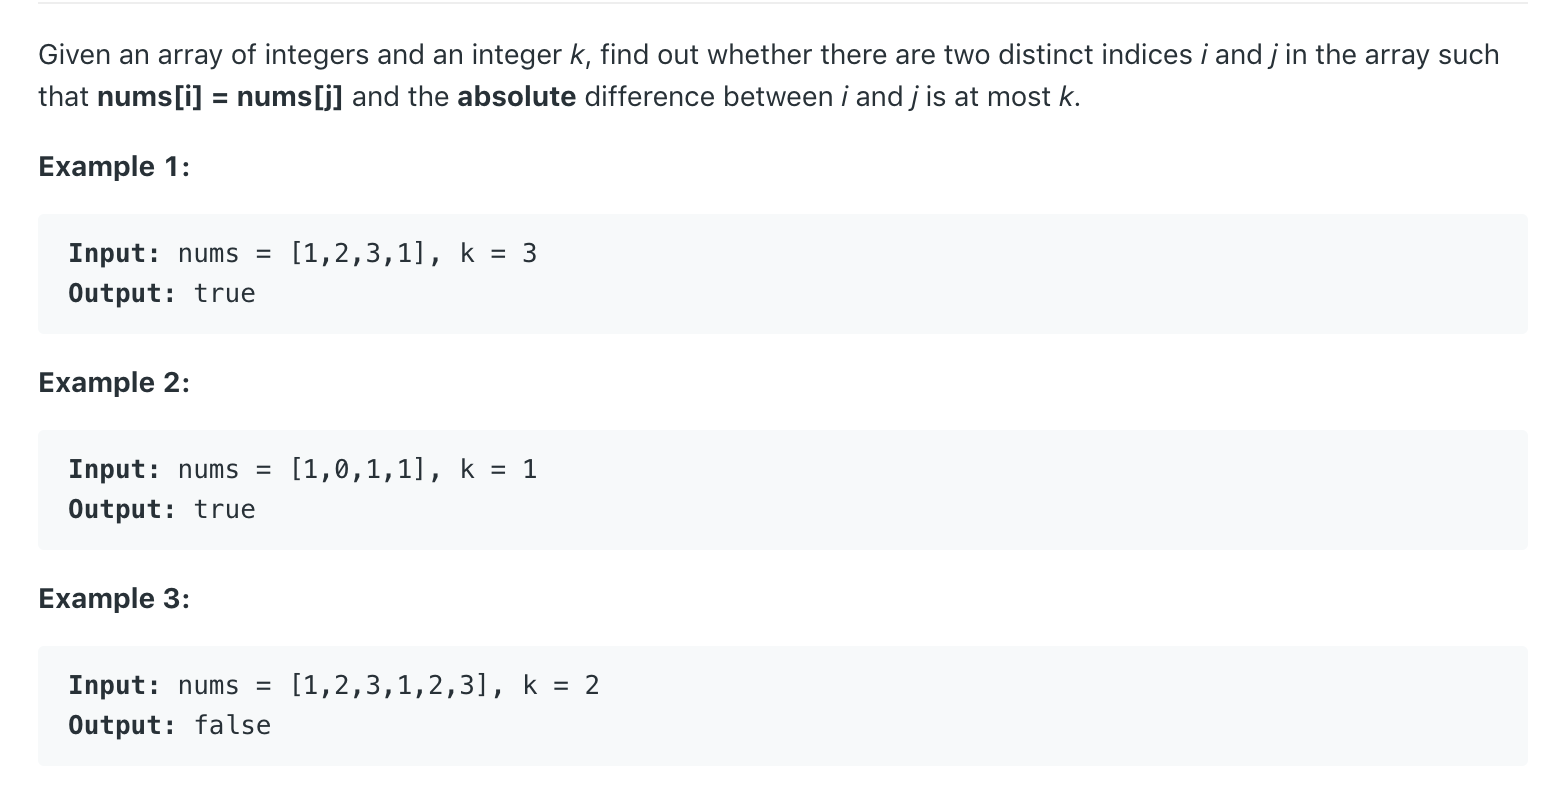 Given an array of integers and an integer k, find out whether there are two distinct indices i and j in the array such
that nums[i] = nums[j] and the absolute difference between i and j is at most k.
Example 1:
Input: nums = [1,2,3,1], k = 3
Output: true
Example 2:
Input: nums = [1,0,1,1], k = 1
Output: true
Example 3:
Input: nums = [1,2,3,1,2,3], k = 2
Output: false